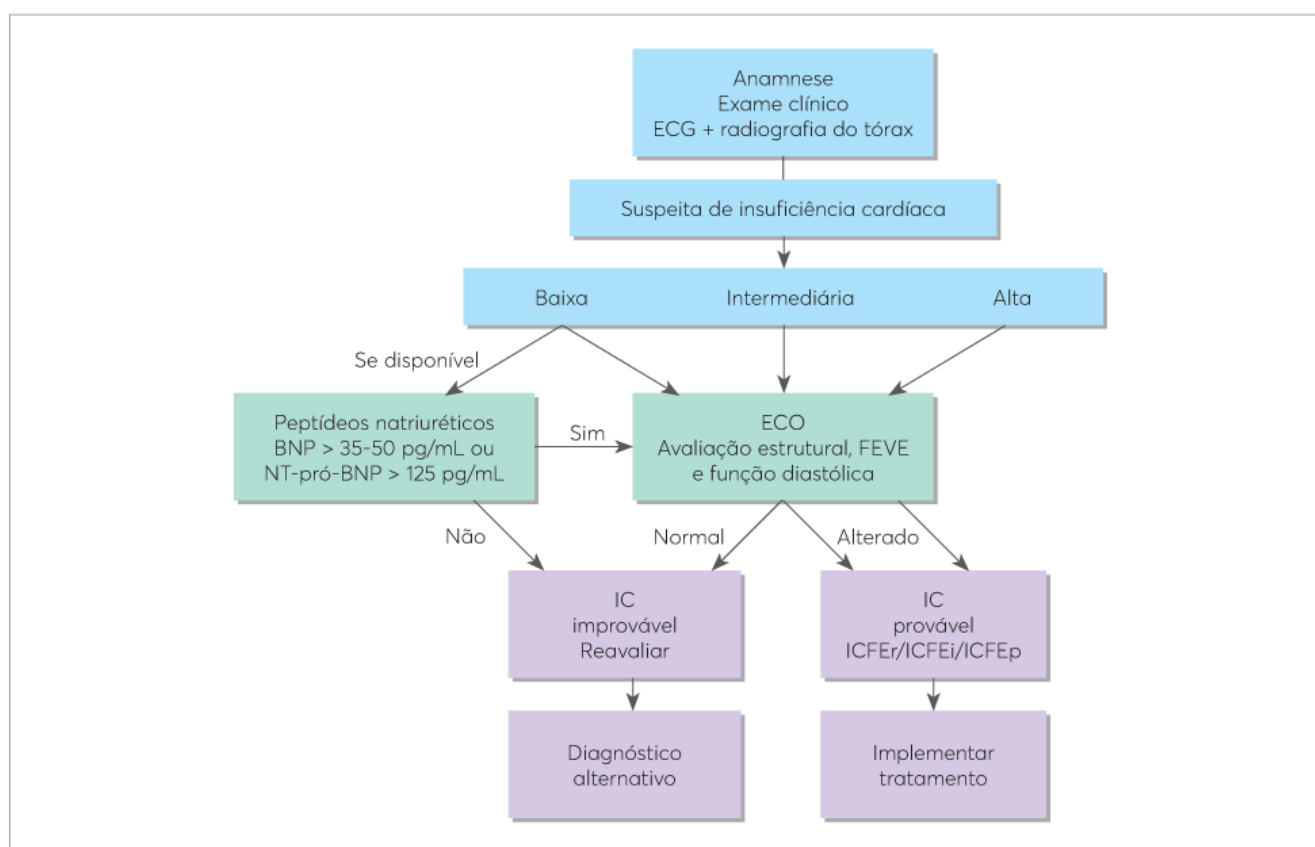 Anamnese
Exame clínico
ECG + radiografia do tórax
Suspeita de insuficiência cardíaca
Baixa
Intermediária
Alta
Se disponível
Peptídeos natriuréticos
BNP > 35-50 pg/mL ou
NT-pró-BNP > 125 pg/mL
Sim
ECO
Avaliação estrutural, FEVE
e função diastólica
Não
Normal
Alterado
IC
improvável
Reavaliar
IC
provável
ICFEr/ICFEi/ICFEp
Diagnóstico
alternativo
Implementar
tratamento